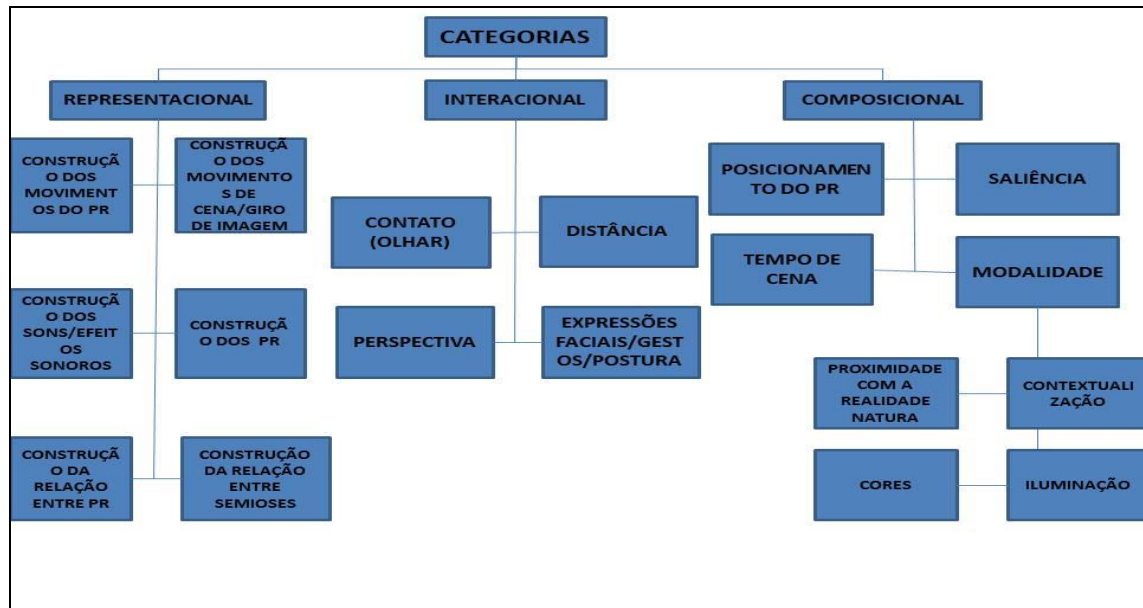 CATEGORIAS
REPRESENTACIONAL
INTERACIONAL
COMPOSICIONAL
CONSTRUÇÃ
O DOS
MOVIMENT
OS DO PR
CONSTRUÇÃ
O DOS
MOVIMENTO
S DE
CENA/GIRO
DE IMAGEM
CONSTRUÇÃ
O DOS
SONS/EFEIT
OS
SONOROS
CONSTRUÇÃ
O DOS PR
CONSTRUÇÃ
O DA
RELAÇÃO
ENTRE PR
CONSTRUÇÃO
DA RELAÇÃO
ENTRE
SEMIOSES
CONTATO
(OLHAR)
DISTÂNCIA
PERSPECTIVA
EXPRESSÕES
FACIAIS/GEST
OS/POSTURA
POSICIONAMEN
TO DO PR
SALIÊNCIA
TEMPO DE
CENA
MODALIDADE
PROXIMIDADE
COM A
REALIDADE
NATURA
CONTEXTUALI
ZAÇÃO
CORES
ILUMINAÇÃO